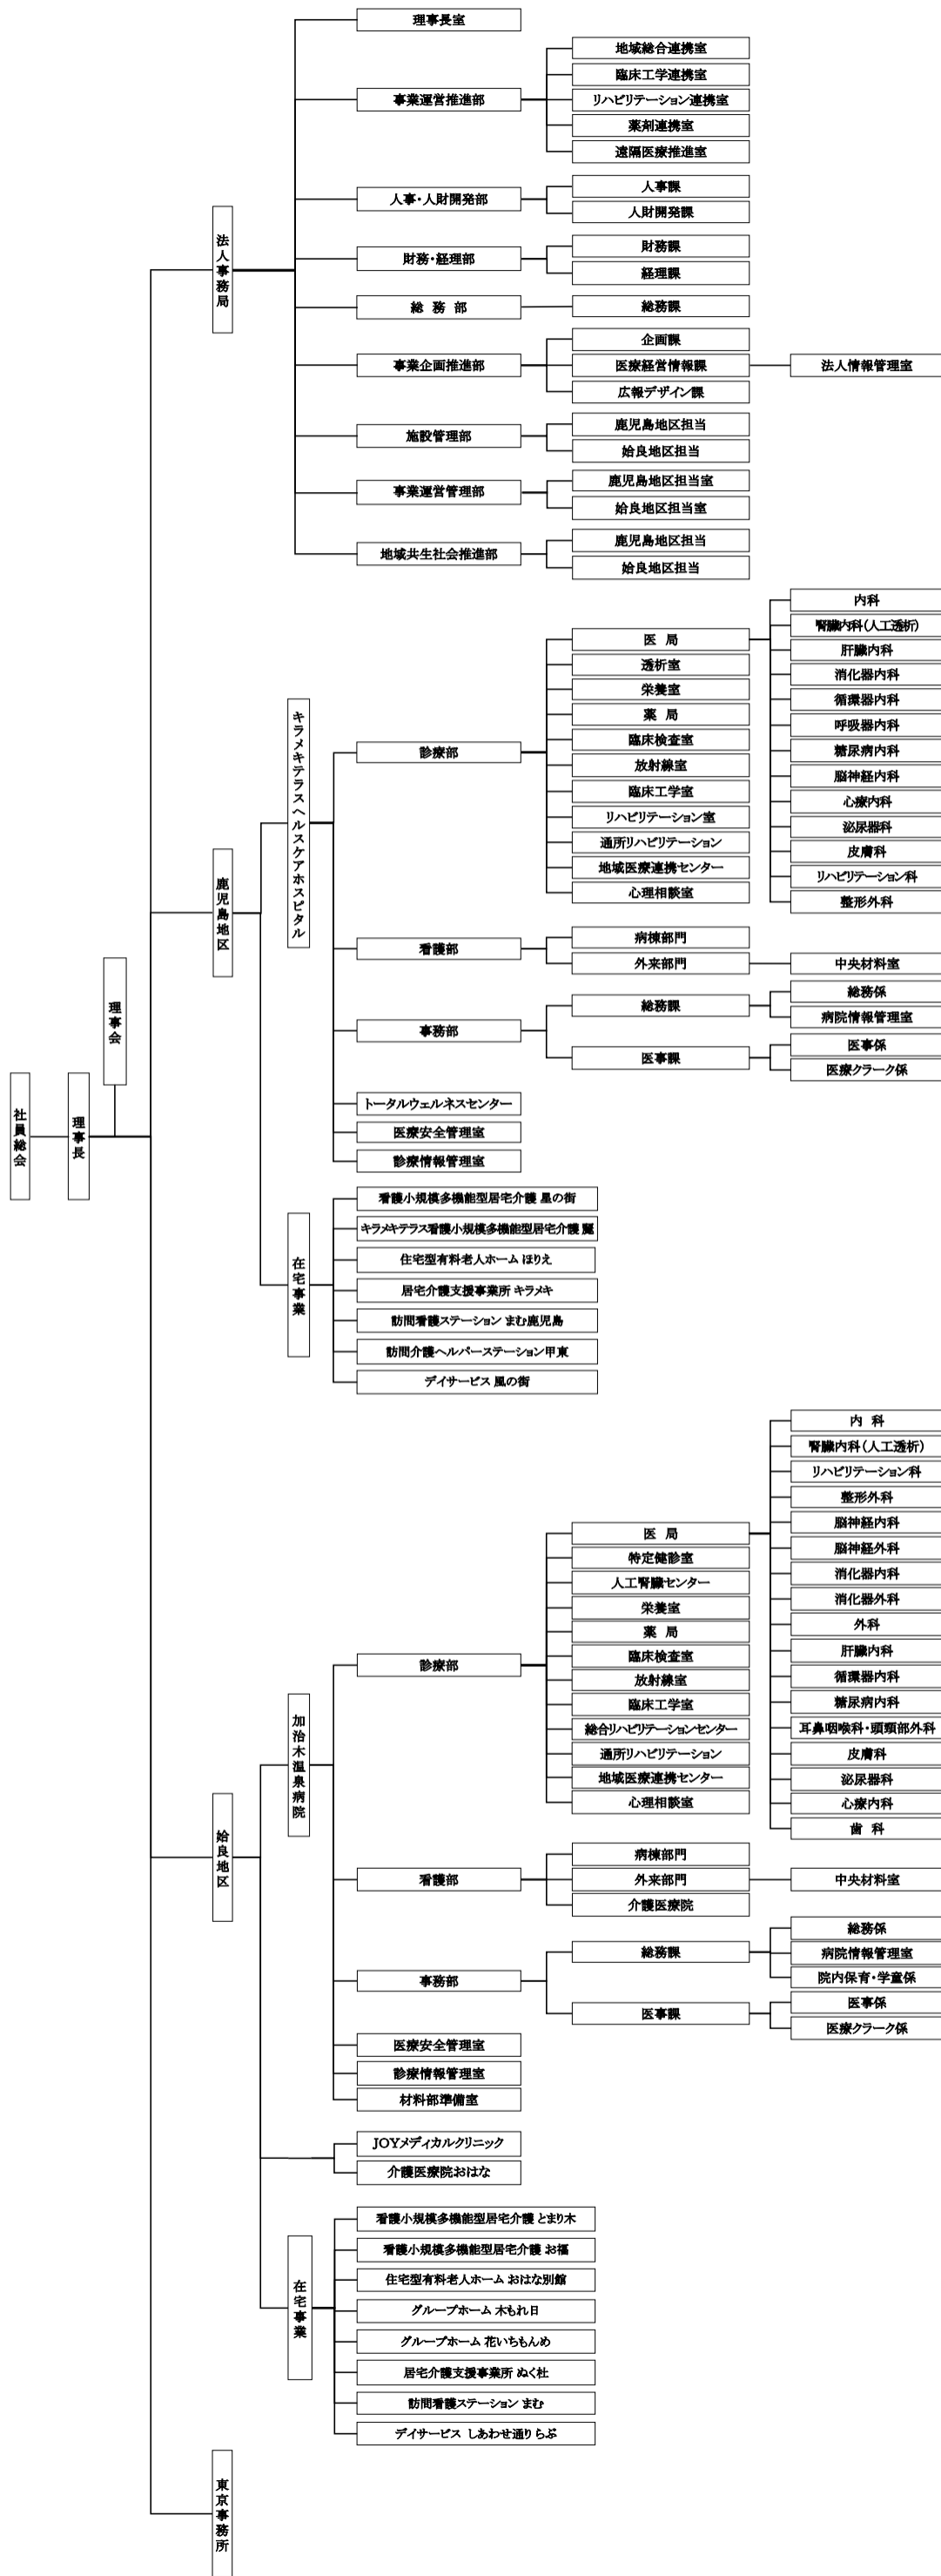 社員総会
理事長
理事会
法人事務局
理事長室
事業運営推進部
地域総合連携室
臨床工学連携室
リハビリテーション連携室
薬剤連携室
遠隔医療推進室
人事・人財開発部
人事課
人財開発課
財務・経理部
財務課
経理課
総 務 部
総務課
事業企画推進部
企画課
医療経営情報課
法人情報管理室
広報デザイン課
施設管理部
鹿児島地区担当
姶良地区担当
事業運営管理部
鹿児島地区担当室
姶良地区担当室
地域共生社会推進部
鹿児島地区担当
姶良地区担当
鹿児島地区
キラメキテラスヘルスケアホスピタル
診療部
医 局
内科
腎臓内科(人工透析)
肝臓内科
消化器内科
循環器内科
呼吸器内科
糖尿病内科
脳神経内科
心療内科
泌尿器科
皮膚科
リハビリテーション科
整形外科
透析室
栄養室
薬 局
臨床検査室
放射線室
臨床工学室
リハビリテーション室
通所リハビリテーション
地域医療連携センター
心理相談室
看護部
病棟部門
外来部門
中央材料室
事務部
総務課
総務係
病院情報管理室
医事課
医事係
医療クラーク係
トータルウェルネスセンター
医療安全管理室
診療情報管理室
在宅事業
看護小規模多機能型居宅介護 星の街
キラメキテラス看護小規模多機能型居宅介護 麗
住宅型有料老人ホーム ほりえ
居宅介護支援事業所 キラメキ
訪問看護ステーション まむ鹿児島
訪問介護ヘルパーステーション甲東
デイサービス 風の街
姶良地区
加治木温泉病院
診療部
医 局
内 科
腎臓内科(人工透析)
リハビリテーション科
整形外科
脳神経内科
脳神経外科
消化器内科
消化器外科
外科
肝臓内科
循環器内科
糖尿病内科
耳鼻咽喉科・頭頸部外科
皮膚科
泌尿器科
心療内科
歯 科
特定健診室
人工腎臓センター
栄養室
薬 局
臨床検査室
放射線室
臨床工学室
総合リハビリテーションセンター
通所リハビリテーション
地域医療連携センター
心理相談室
看護部
病棟部門
外来部門
中央材料室
介護医療院
事務部
総務課
総務係
病院情報管理室
院内保育・学童係
医事課
医事係
医療クラーク係
医療安全管理室
診療情報管理室
材料部準備室
JOYメディカルクリニック
介護医療院おはな
在宅事業
看護小規模多機能型居宅介護 とまり木
看護小規模多機能型居宅介護 お福
住宅型有料老人ホーム おはな別館
グループホーム 木もれ日
グループホーム 花いちもんめ
居宅介護支援事業所 ぬく杜
訪問看護ステーション まむ
デイサービス しあわせ通りらぶ
東京事務所